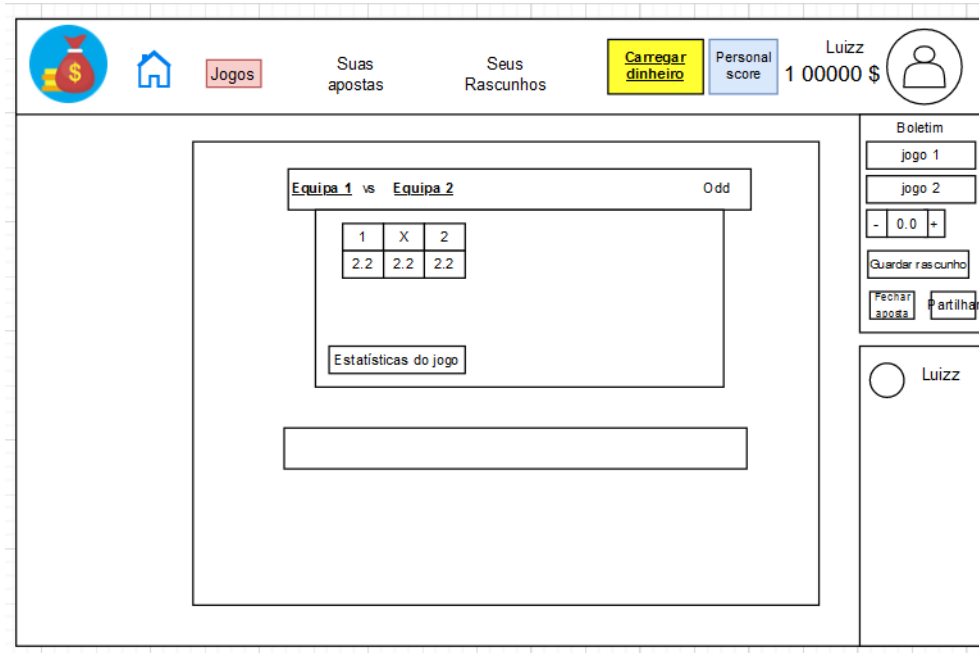 $
Jogos
Suas
apostas
Seus
Rascunhos
Carregar
dinheiro
Personal
score
Luizz
1 00000 $
Equipa 1 vs Equipa 2 Odd
1 X 2
2.2 2.2 2.2
Estatísticas do jogo
Boletim
jogo 1
jogo 2
- 0.0 +
Guardar rascunho
Fechar
aposta
Partilhar
Luizz